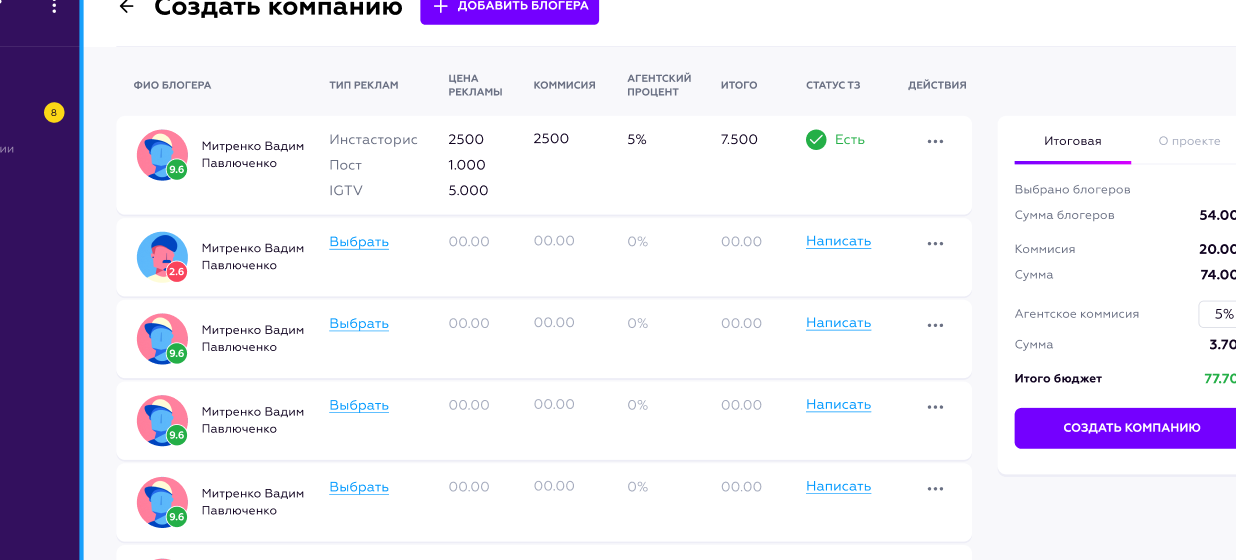 Создать компанию
+ ДОБАВИТЬ БЛОГЕРА
8
ии
ФИО БЛОГЕРА
ТИП РЕКЛАМ
ЦЕНА
РЕКЛАМЫ
КОММИСИЯ
АГЕНТСКИЙ
ПРОЦЕНТ
ИТОГО
СТАТУС ТЗ
ДЕЙСТВИЯ
9.6
Митренко Вадим
Павлюченко
Инстасторис
Пост
IGTV
2500
1.000
5.000
2500
5%
7.500
Есть
2.6
Митренко Вадим
Павлюченко
Выбрать
00.00
00.00
0%
00.00
Написать
9.6
Митренко Вадим
Павлюченко
Выбрать
00.00
00.00
0%
00.00
Написать
9.6
Митренко Вадим
Павлюченко
Выбрать
00.00
00.00
0%
00.00
Написать
9.6
Митренко Вадим
Павлюченко
Выбрать
00.00
00.00
0%
00.00
Написать
Итоговая
О проекте
Выбрано блогеров
Сумма блогеров 54.00
Коммисия 20.00
Сумма 74.00
Агентское коммисия 5%
Сумма 3.70
Итого бюджет 77.70
СОЗДАТЬ КОМПАНИЮ